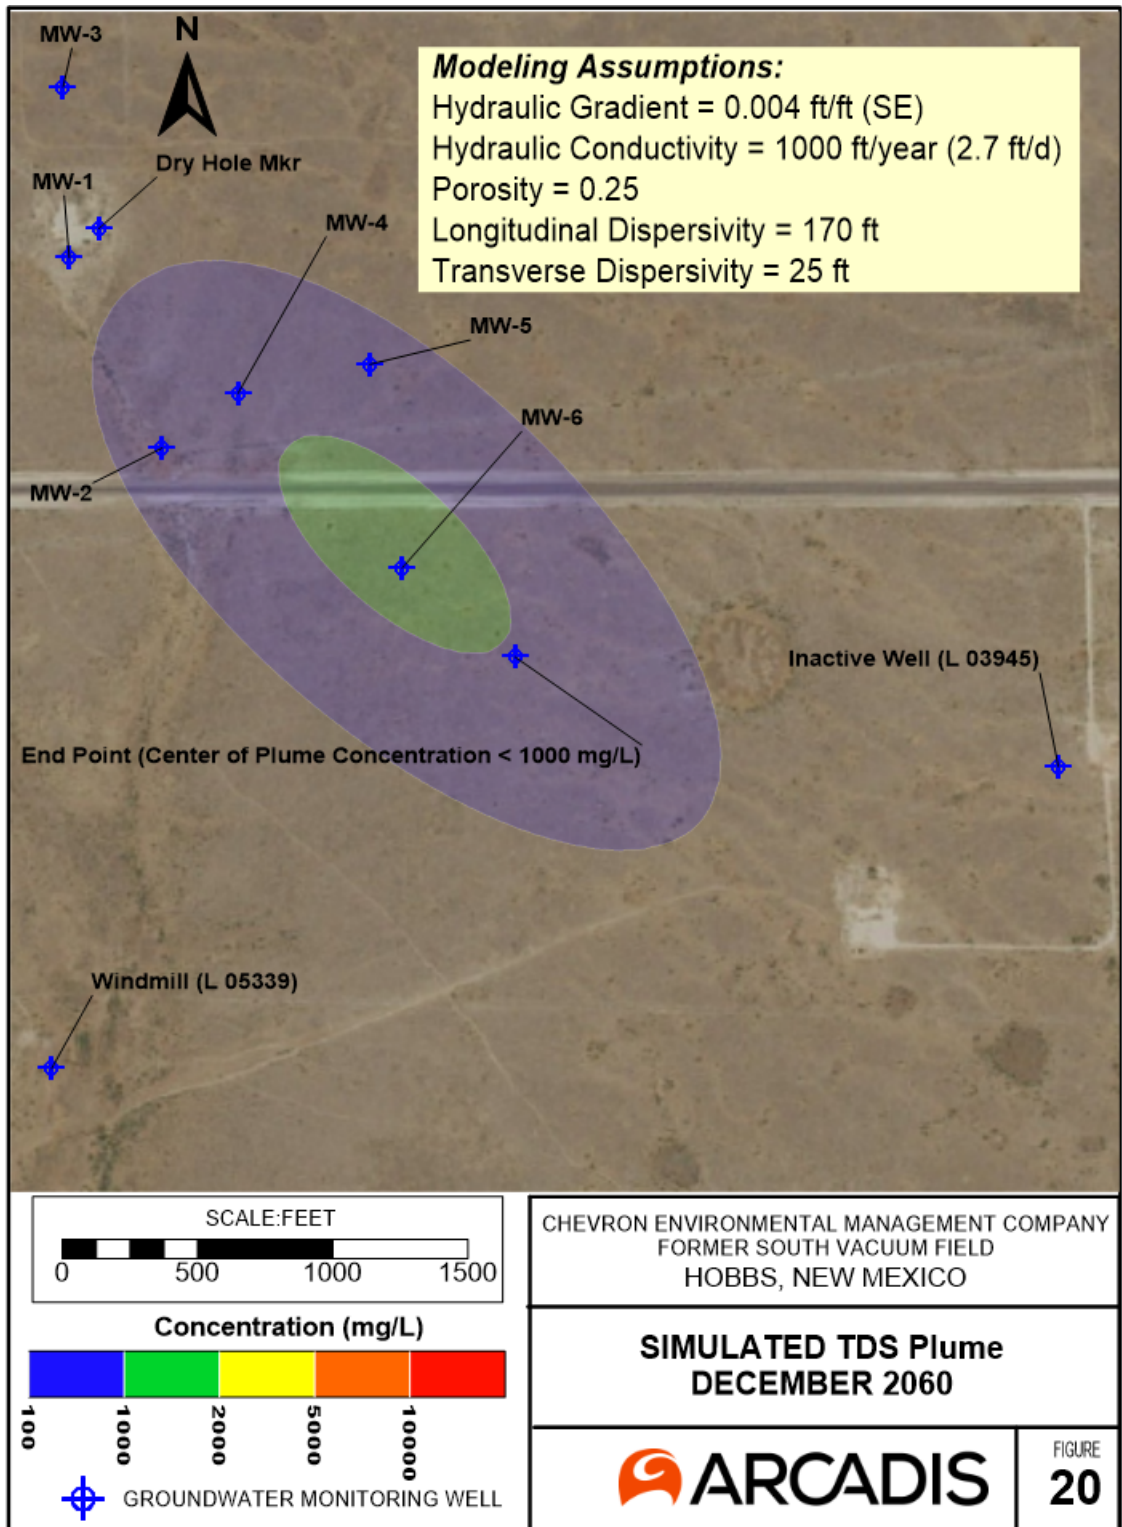 MW-3
N
Modeling Assumptions:
Hydraulic Gradient = 0.004 ft/ft (SE)
Hydraulic Conductivity = 1000 ft/year (2.7 ft/d)
Porosity = 0.25
Longitudinal Dispersivity = 170 ft
Transverse Dispersivity = 25 ft
Dry Hole Mkr
MW-1
MW-4
MW-5
MW-6
MW-2
Inactive Well (L 03945)
End Point (Center of Plume Concentration < 1000 mg/L)
Windmill (L 05339)
SCALE:FEET
0 500 1000 1500
Concentration (mg/L)
100 1000 2000 5000 10000
GROUNDWATER MONITORING WELL
CHEVRON ENVIRONMENTAL MANAGEMENT COMPANY
FORMER SOUTH VACUUM FIELD
HOBBS, NEW MEXICO
SIMULATED TDS Plume
DECEMBER 2060
ARCADIS
FIGURE
20